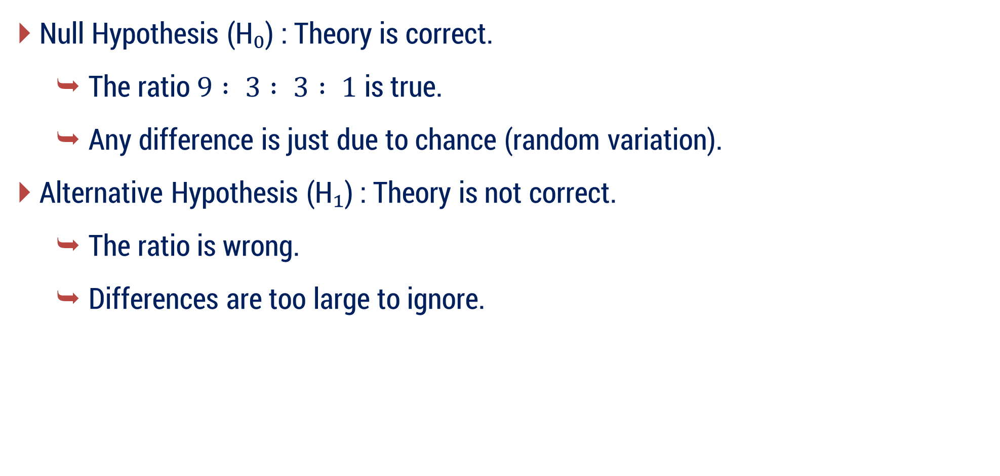 Null Hypothesis (H₀) : Theory is correct.
The ratio 9 : 3 : 3 : 1 is true.
Any difference is just due to chance (random variation).
Alternative Hypothesis (H₁) : Theory is not correct.
The ratio is wrong.
Differences are too large to ignore.